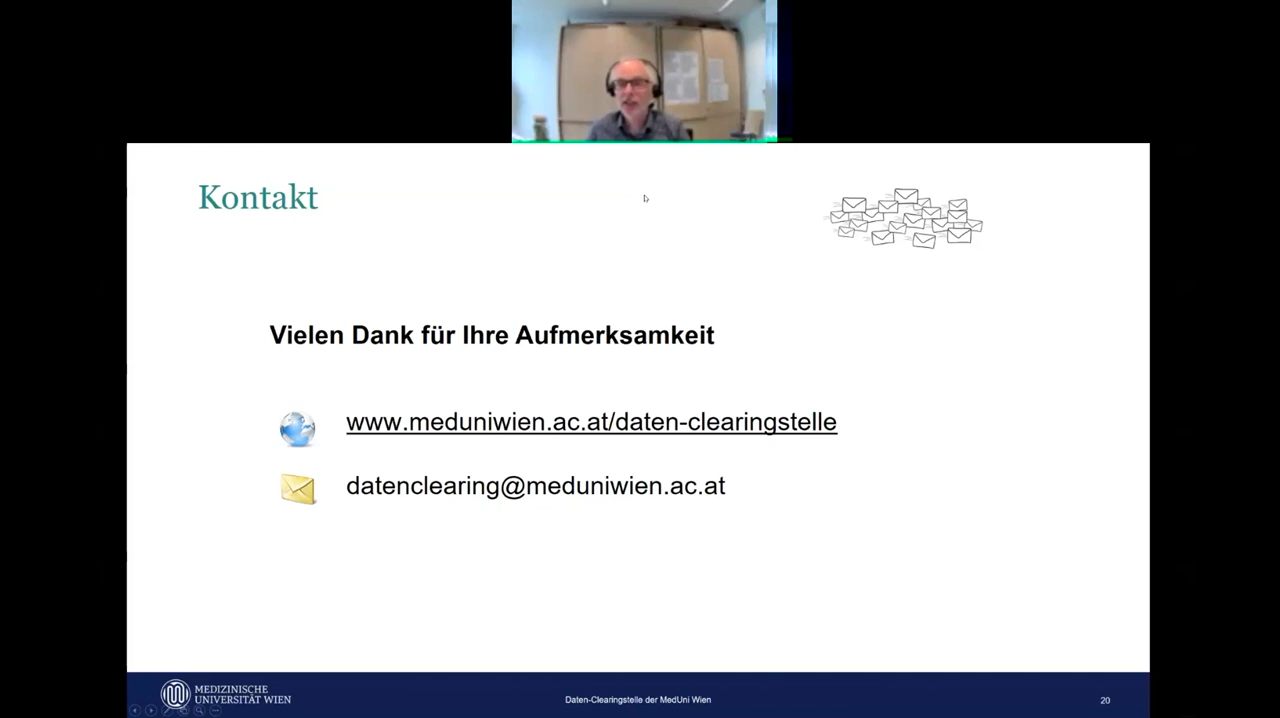 Kontakt
Vielen Dank für Ihre Aufmerksamkeit
www.meduniwien.ac.at/daten-clearingstelle
datenclearing@meduniwien.ac.at
MEDIZINISCHE
UNIVERSITÄT WIEN
Daten-Clearingstelle der MedUni Wien
20